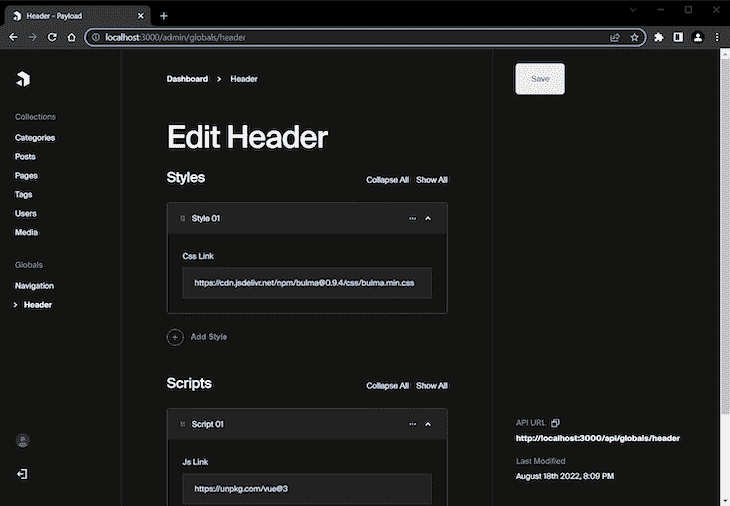 Header - Payload
localhost:3000/admin/globals/header
Dashboard > Header
Save
Collections
Categories
Posts
Pages
Tags
Users
Media
Globals
Navigation
> Header
Edit Header
Styles
Collapse All Show All
Style 01
Css Link
https://cdn.jsdelivr.net/npm/bulma@0.9.4/css/bulma.min.css
Add Style
Scripts
Collapse All Show All
Script 01
Js Link
https://unpkg.com/vue@3
API URL
http://localhost:3000/api/globals/header
Last Modified
August 18th 2022, 8:09 PM